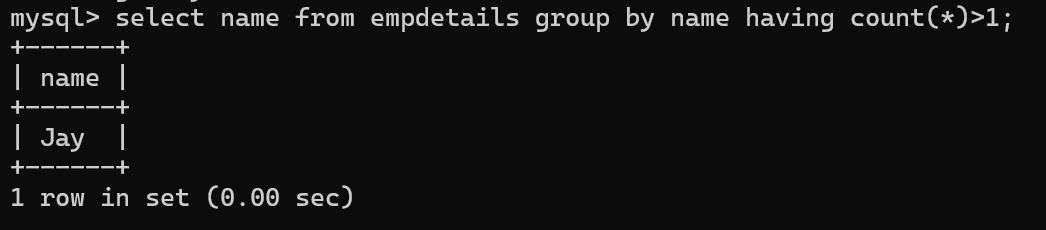 mysql> select name from empdetails group by name having count(*)>1;
+------+
| name |
+------+
| Jay  |
+------+
1 row in set (0.00 sec)